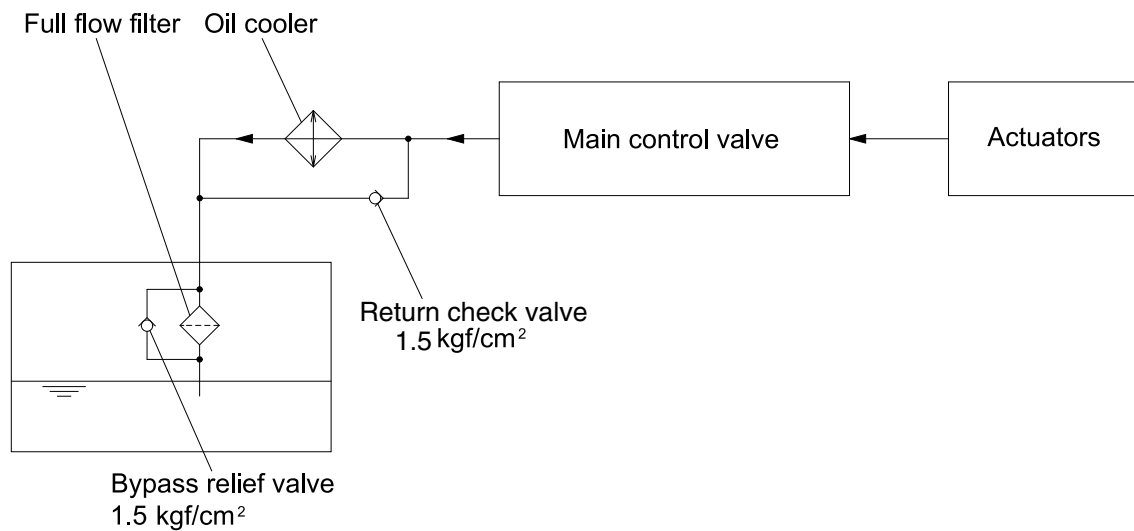 Full flow filter
Oil cooler
Main control valve
Actuators
Return check valve
1.5 kgf/cm²
Bypass relief valve
1.5 kgf/cm²